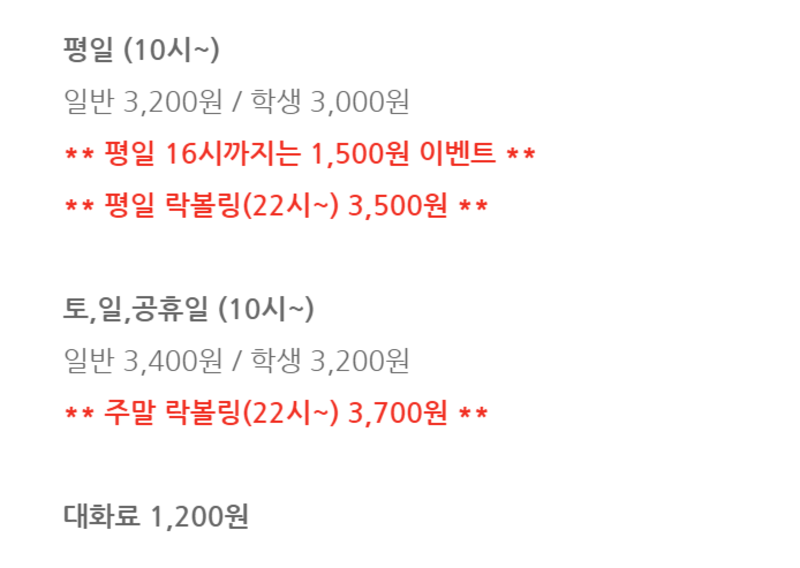 평일 (10시~)
일반 3,200원 / 학생 3,000원
** 평일 16시까지는 1,500원 이벤트 **
** 평일 락볼링(22시~) 3,500원 **
토,일,공휴일 (10시~)
일반 3,400원 / 학생 3,200원
** 주말 락볼링(22시~) 3,700원 **
대화료 1,200원